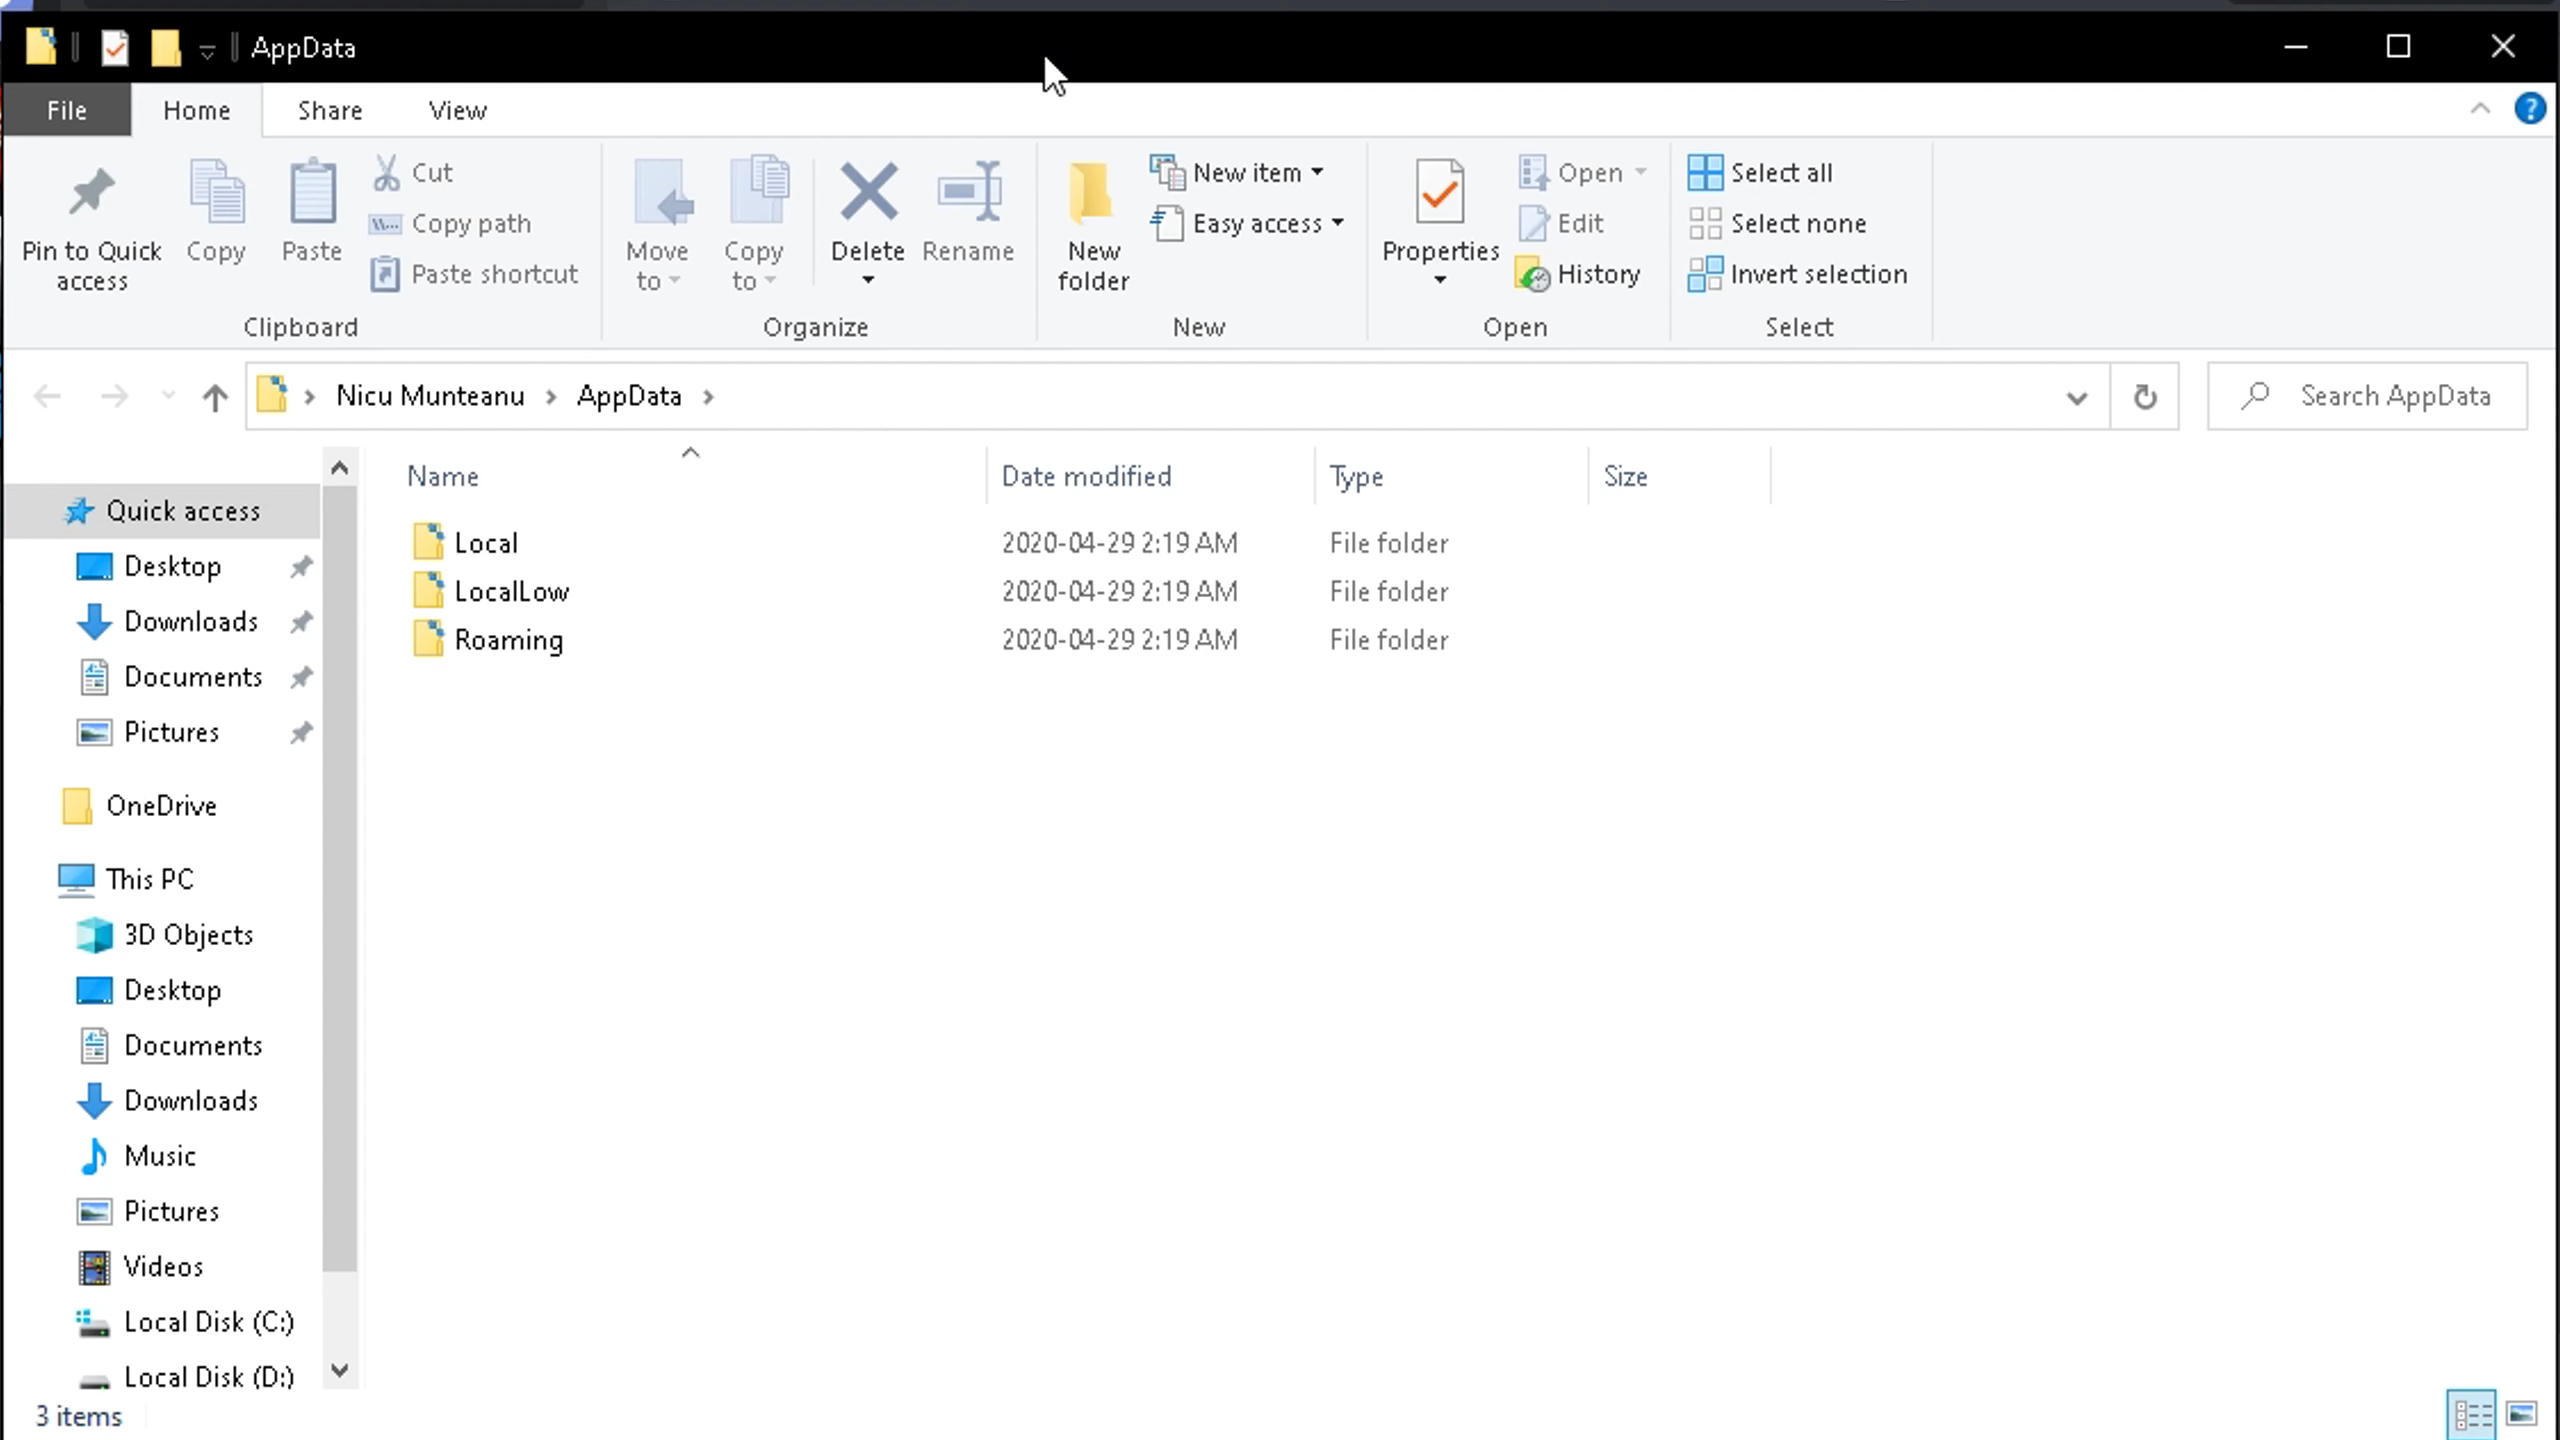 AppData
File Home Share View
Pin to Quick access
Copy
Paste
Cut
Copy path
Paste shortcut
Clipboard
Move to
Copy to
Delete
Rename
Organize
New folder
New item
Easy access
New
Properties
Open
Edit
History
Open
Select all
Select none
Invert selection
Select
Nicu Munteanu AppData
Search AppData
Name Date modified Type Size
Local 2020-04-29 2:19 AM File folder
LocalLow 2020-04-29 2:19 AM File folder
Roaming 2020-04-29 2:19 AM File folder
Quick access
Desktop
Downloads
Documents
Pictures
OneDrive
This PC
3D Objects
Desktop
Documents
Downloads
Music
Pictures
Videos
Local Disk (C:)
Local Disk (D:)
3 items